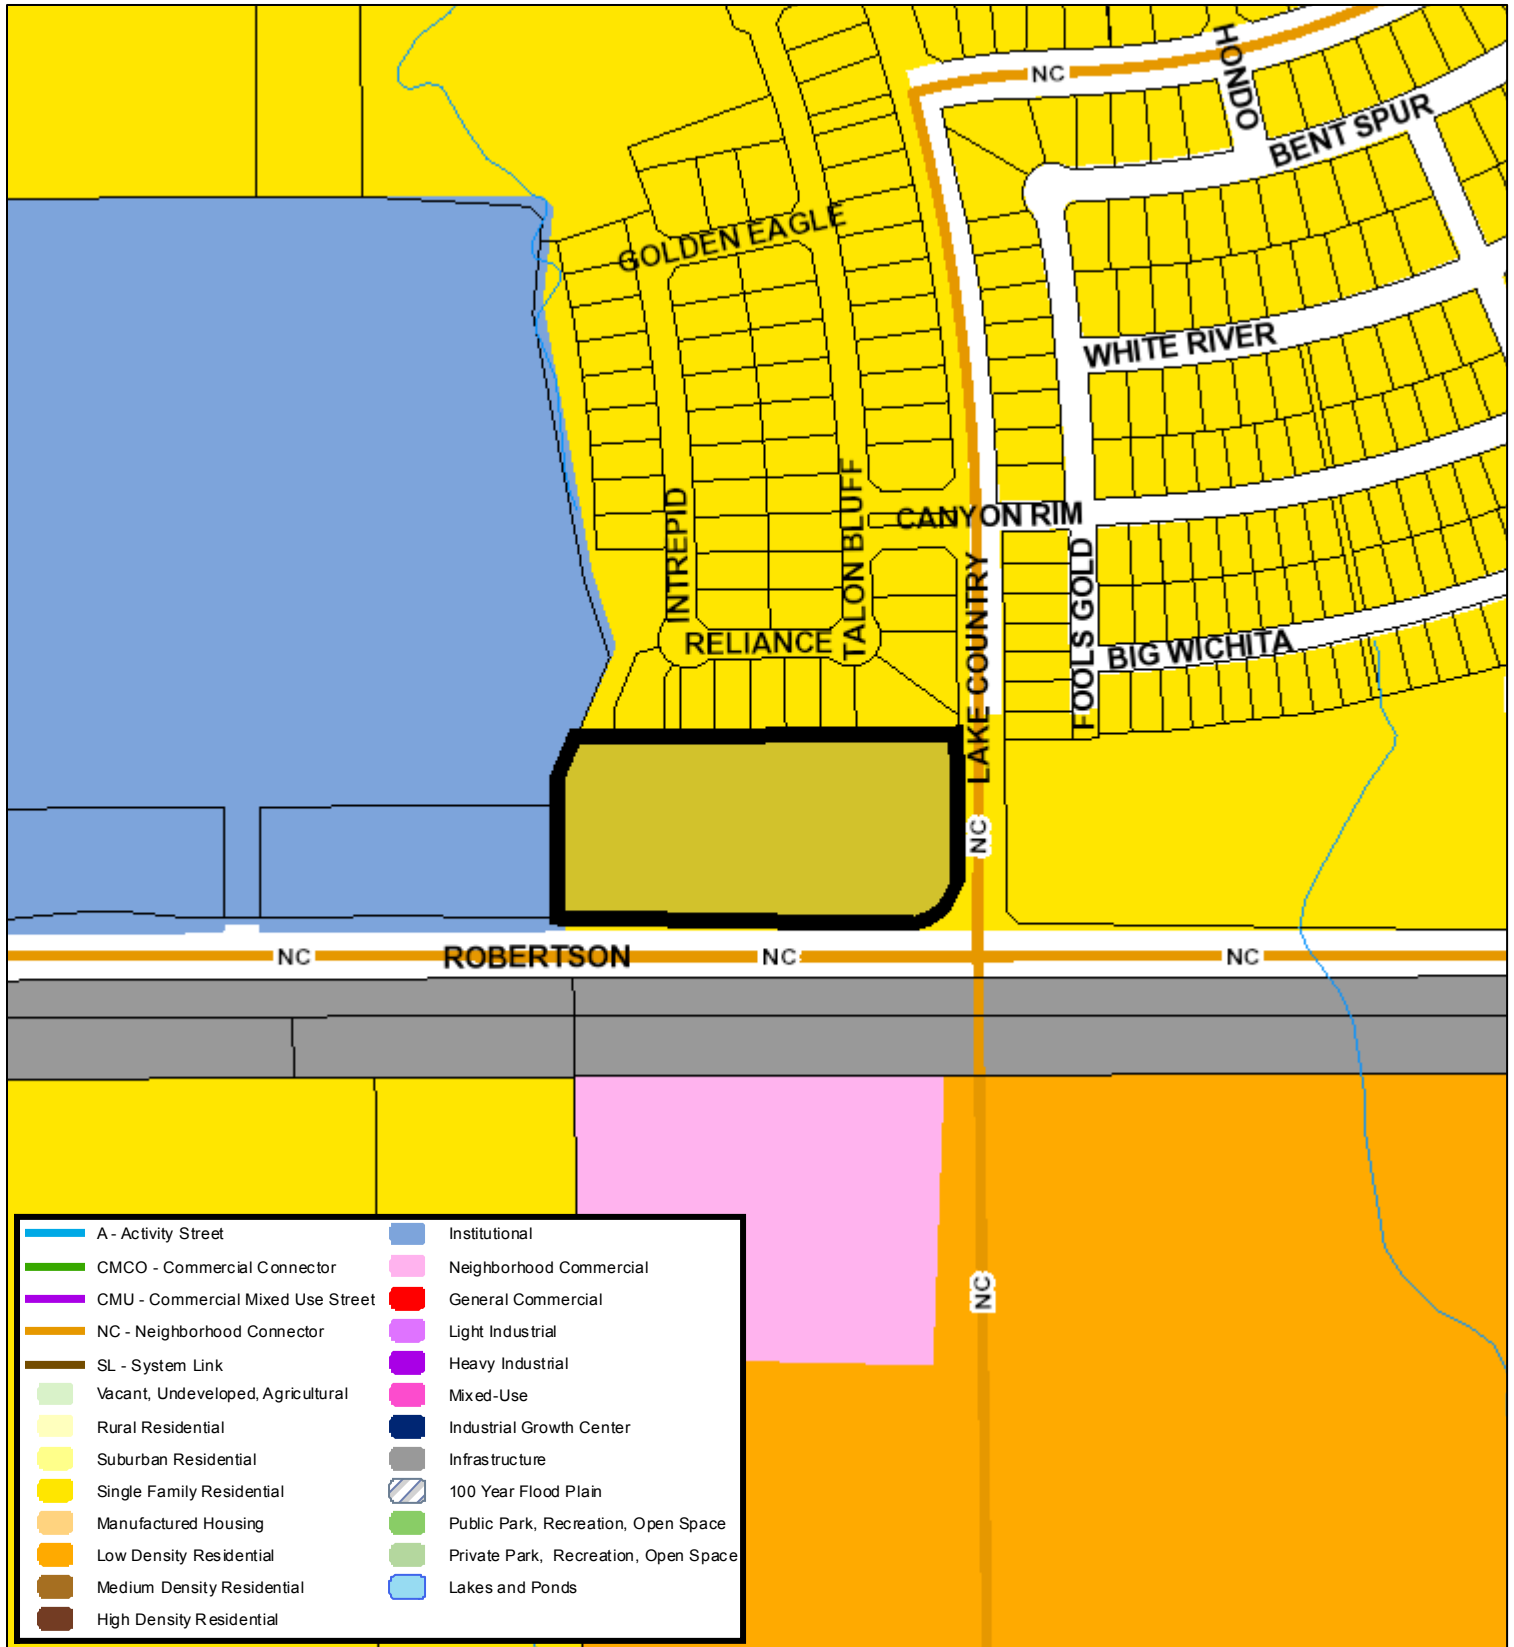 HONDO
NC
BENT SPUR
GOLDEN EAGLE
WHITE RIVER
INTREPID
TALON BLUFF
CANYON RIM
LAKE COUNTRY
FOOLS GOLD
RELIANCE
BIG WICHITA
NC
NC
ROBERTSON
NC
NC
NC
A - Activity Street
CMCO - Commercial Connector
CMU - Commercial Mixed Use Street
NC - Neighborhood Connector
SL - System Link
Vacant, Undeveloped, Agricultural
Rural Residential
Suburban Residential
Single Family Residential
Manufactured Housing
Low Density Residential
Medium Density Residential
High Density Residential
Institutional
Neighborhood Commercial
General Commercial
Light Industrial
Heavy Industrial
Mixed-Use
Industrial Growth Center
Infrastructure
100 Year Flood Plain
Public Park, Recreation, Open Space
Private Park, Recreation, Open Space
Lakes and Ponds